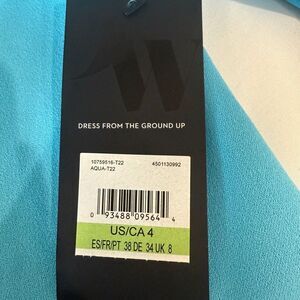 W
DRESS FROM THE GROUND UP
10759516-T22 4501130992
AQUA-T22
0 93488 09564 4
US/CA 4
ES/FR/PT 38 DE 34 UK 8